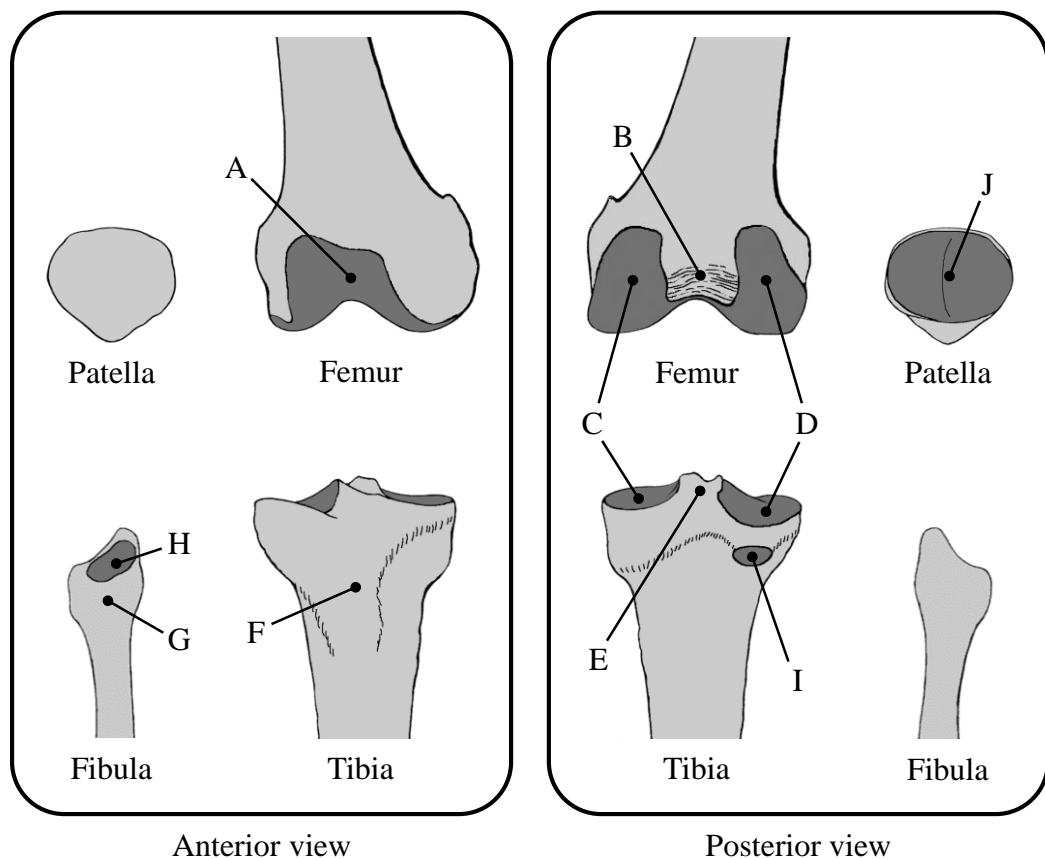 A
B
J
Patella
Femur
Femur
Patella
C
D
H
G
F
E
I
Fibula
Tibia
Tibia
Fibula
Anterior view
Posterior view